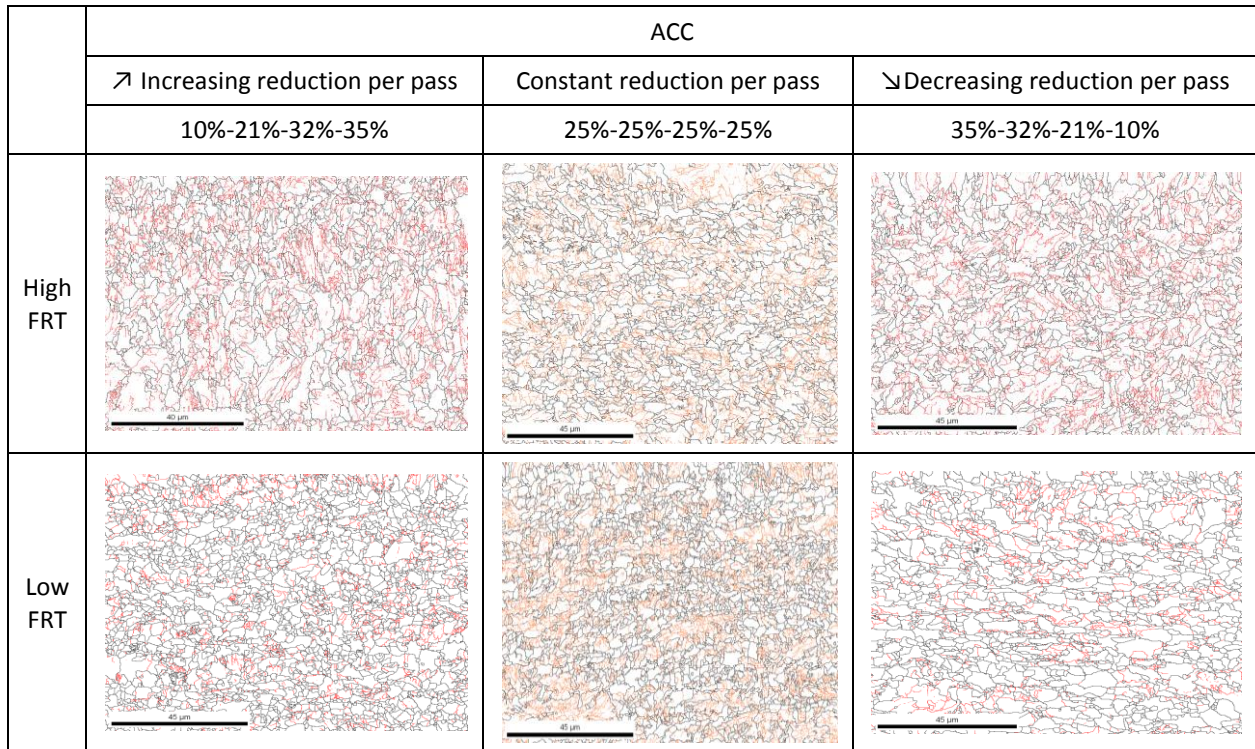 ACC
↗ Increasing reduction per pass
Constant reduction per pass
↘Decreasing reduction per pass
10%-21%-32%-35%
25%-25%-25%-25%
35%-32%-21%-10%
High
FRT
40 µm
45 µm
45 µm
Low
FRT
45 µm
45 µm
45 µm